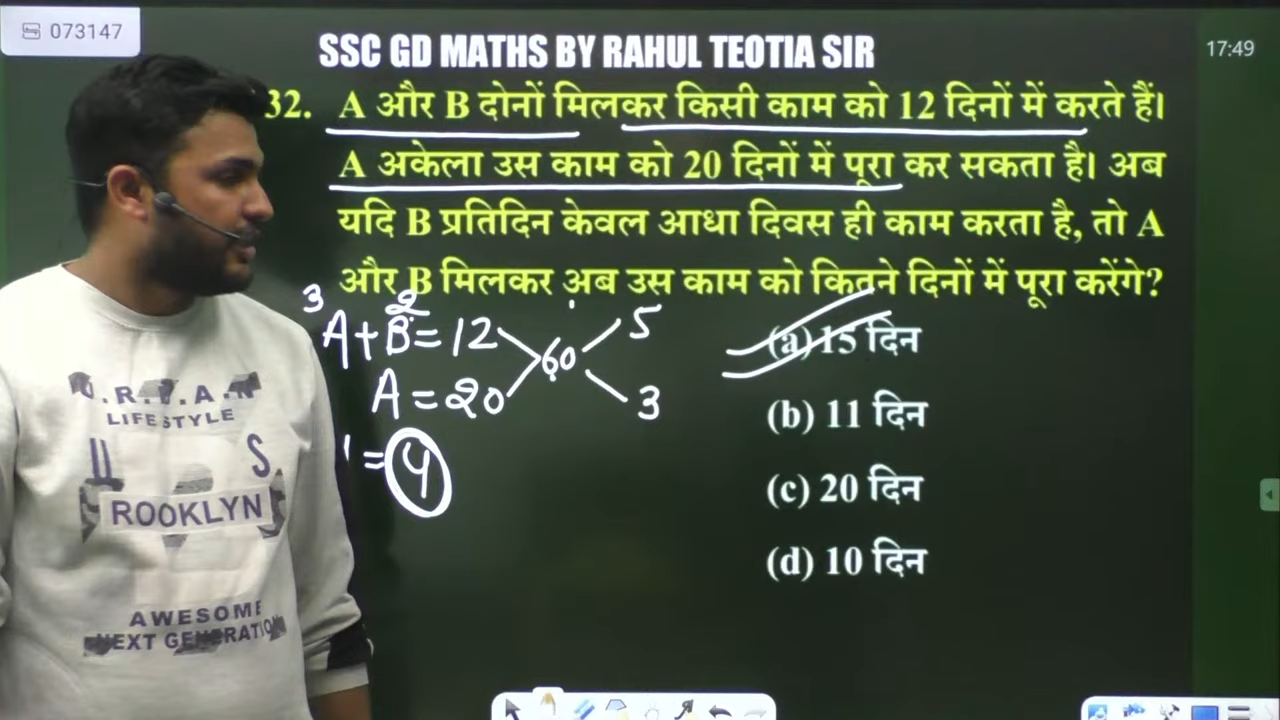 073147
SSC GD MATHS BY RAHUL TEOTIA SIR
17:49
32. A और B दोनों मिलकर किसी काम को 12 दिनों में करते हैं।
A अकेला उस काम को 20 दिनों में पूरा कर सकता है। अब
यदि B प्रतिदिन केवल आधा दिवस ही काम करता है, तो A
और B मिलकर अब उस काम को कितने दिनों में पूरा करेंगे?
3 2
A+B=12 60 5
A=20 3
1=4
(a) 15 दिन
(b) 11 दिन
(c) 20 दिन
(d) 10 दिन
LIFESTYLE
ROOKLYN
AWESOME
NEXT GENERATION